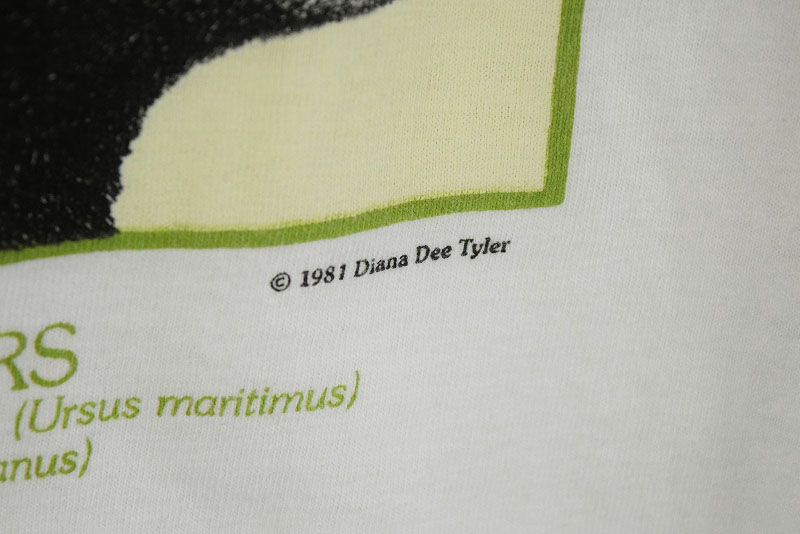 © 1981 Diana Dee Tyler
RS
(Ursus maritimus)
anus)